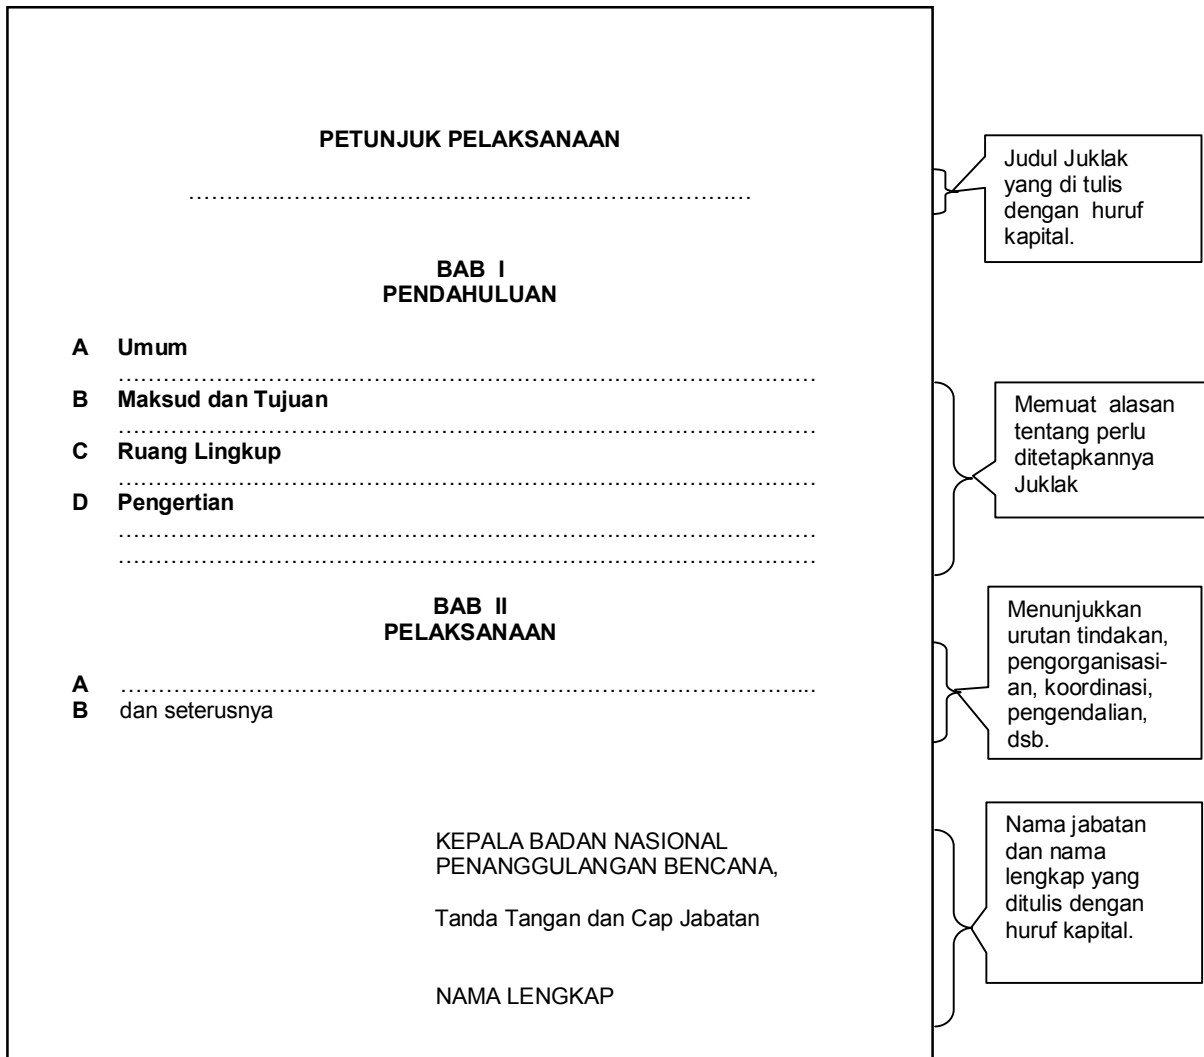 PETUNJUK PELAKSANAAN
……………………………………………………………………
Judul Juklak
yang di tulis
dengan huruf
kapital.
BAB I
PENDAHULUAN
A Umum
……………………………………………………………………………………
B Maksud dan Tujuan
……………………………………………………………………………………
C Ruang Lingkup
……………………………………………………………………………………
D Pengertian
……………………………………………………………………………………
……………………………………………………………………………………
Memuat alasan
tentang perlu
ditetapkannya
Juklak
BAB II
PELAKSANAAN
A ……………………………………………………………………………………
B dan seterusnya
Menunjukkan
urutan tindakan,
pengorganisasi-
an, koordinasi,
pengendalian,
dsb.
KEPALA BADAN NASIONAL
PENANGGULANGAN BENCANA,
Tanda Tangan dan Cap Jabatan
NAMA LENGKAP
Nama jabatan
dan nama
lengkap yang
ditulis dengan
huruf kapital.